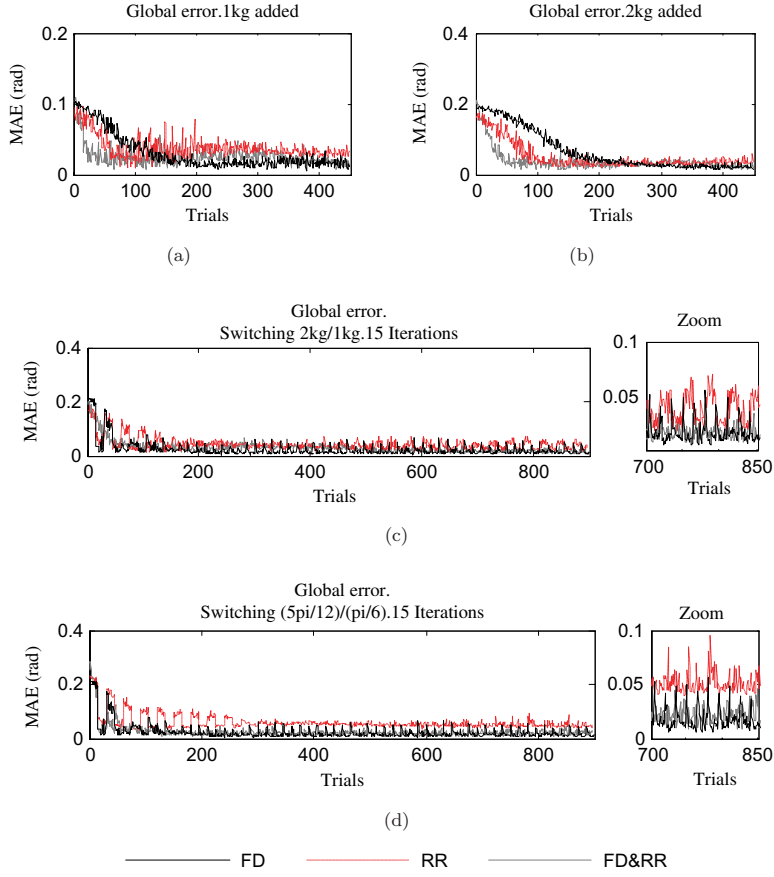 Global error.1kg added
0.2
0.1
0
MAE (rad)
0 100 200 300 400
Trials
(a)
Global error.2kg added
0.4
0.2
0
MAE (rad)
0 100 200 300 400
Trials
(b)
Global error.
Switching 2kg/1kg.15 Iterations
0.4
0.2
0
MAE (rad)
0 200 400 600 800
Trials
Zoom
0.1
0.05
700 850
Trials
(c)
Global error.
Switching (5pi/12)/(pi/6).15 Iterations
0.4
0.2
0
MAE (rad)
0 200 400 600 800
Trials
Zoom
0.1
0.05
0
700 850
Trials
(d)
FD RR FD&RR